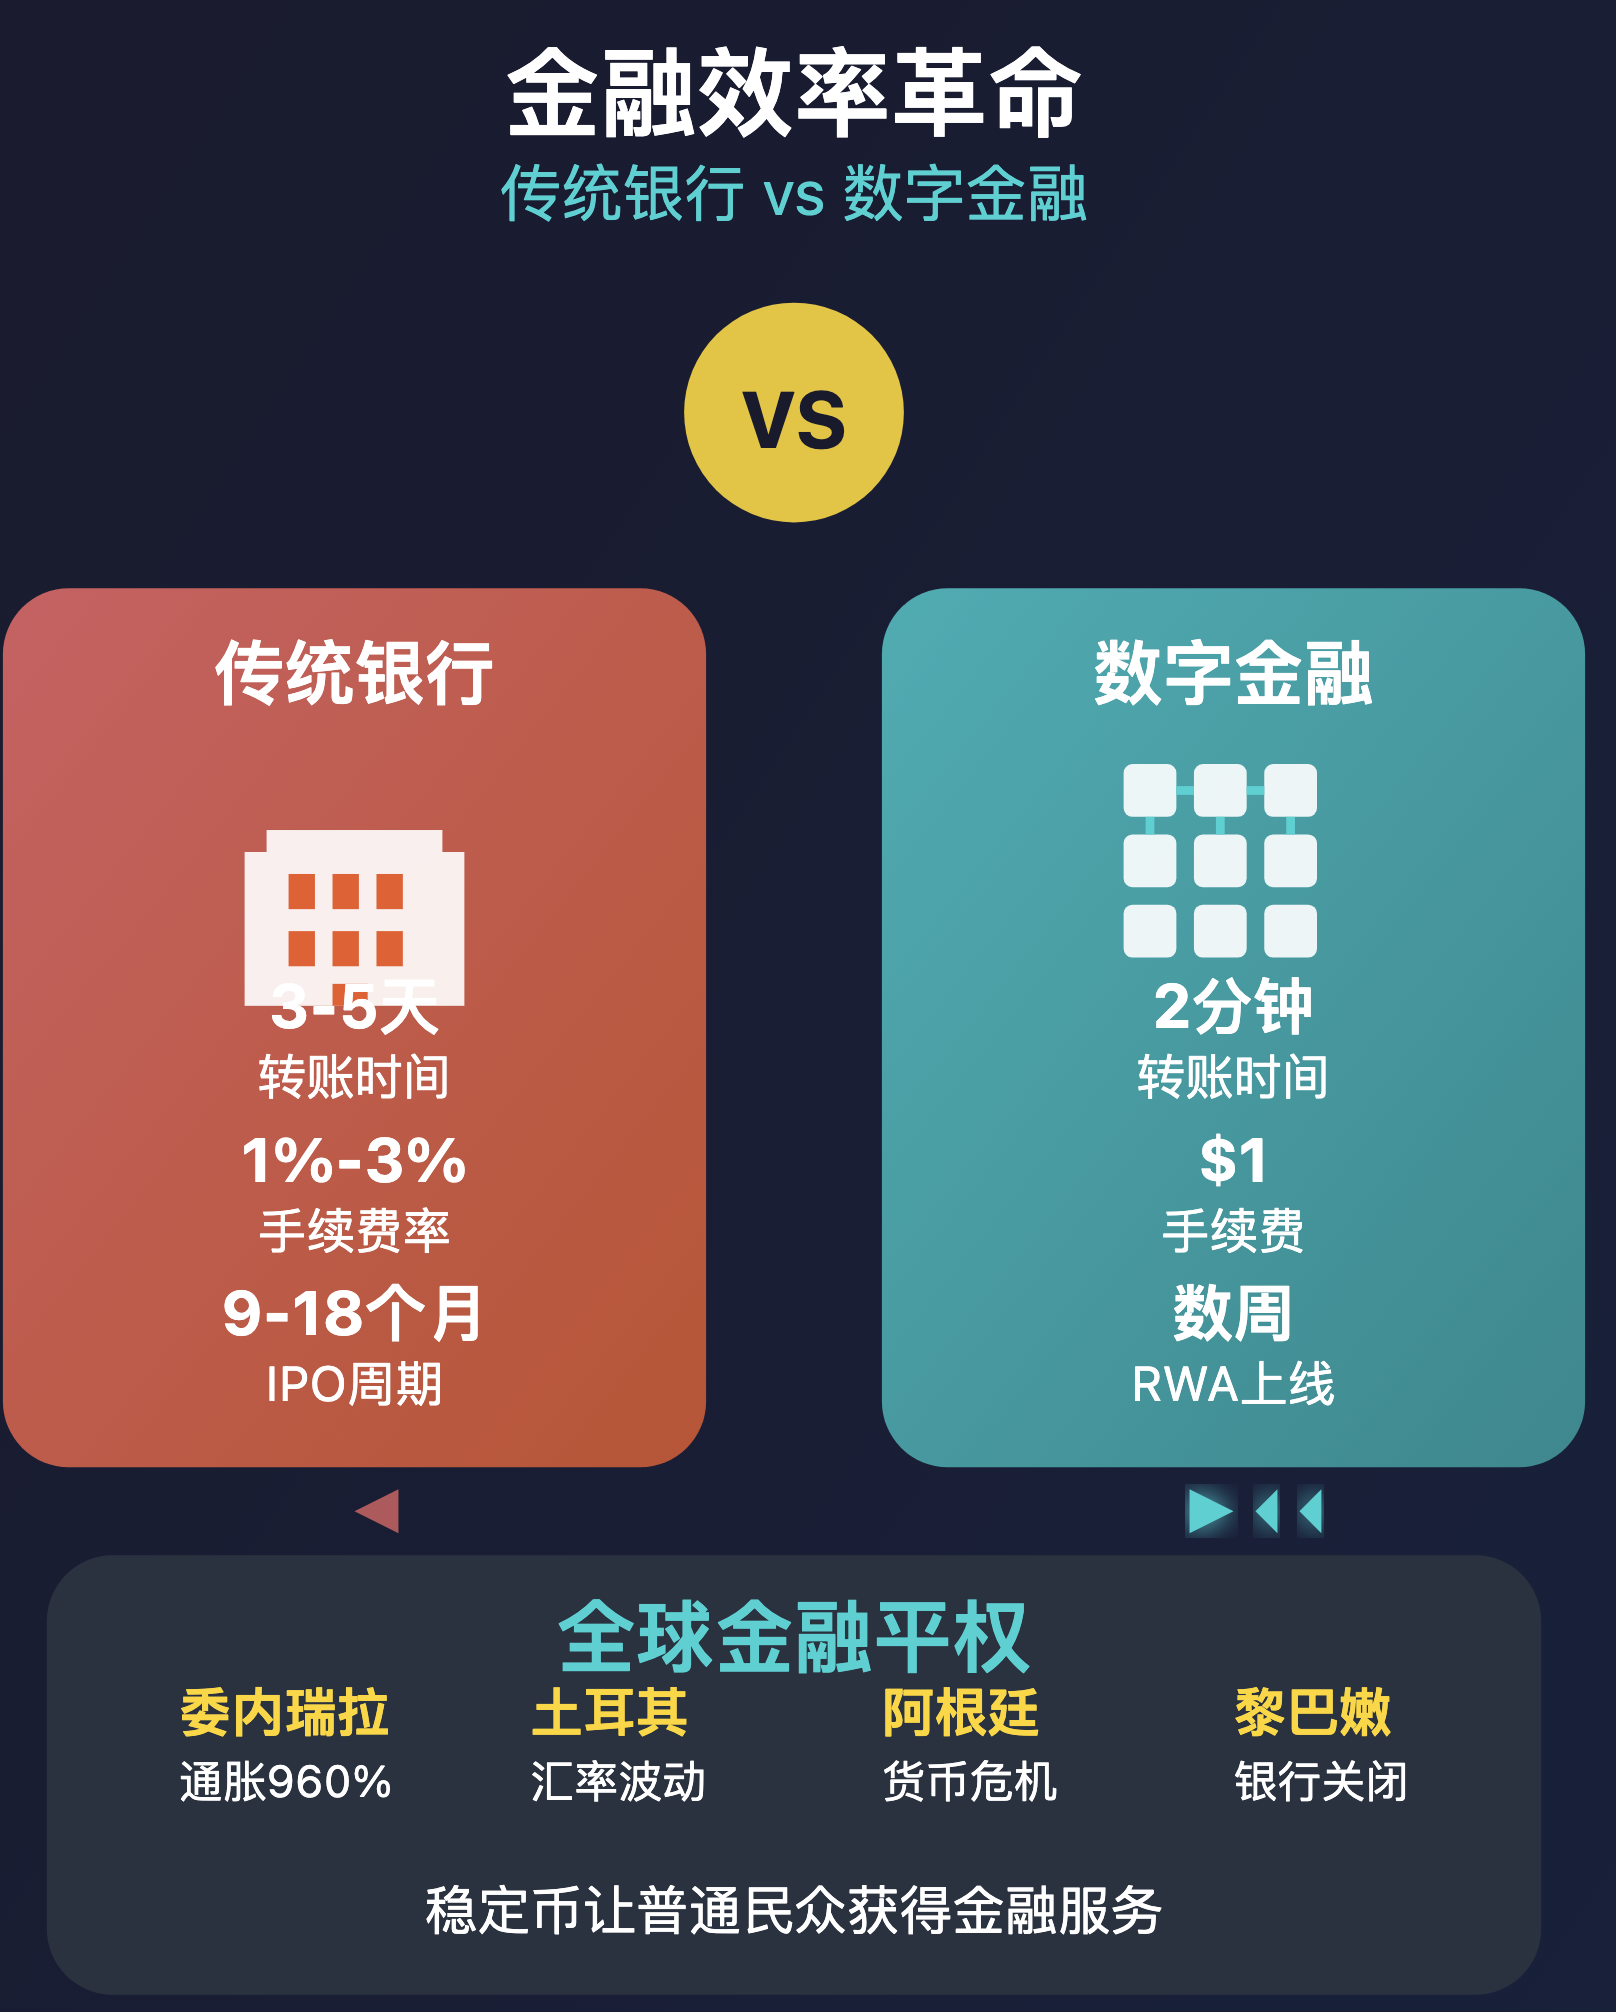 金融效率革命
传统银行 vs 数字金融
VS
传统银行
3-5天
转账时间
1%-3%
手续费率
9-18个月
IPO周期
数字金融
2分钟
转账时间
$1
手续费
数周
RWA上线
全球金融平权
委内瑞拉
通胀960%
土耳其
汇率波动
阿根廷
货币危机
黎巴嫩
银行关闭
稳定币让普通民众获得金融服务